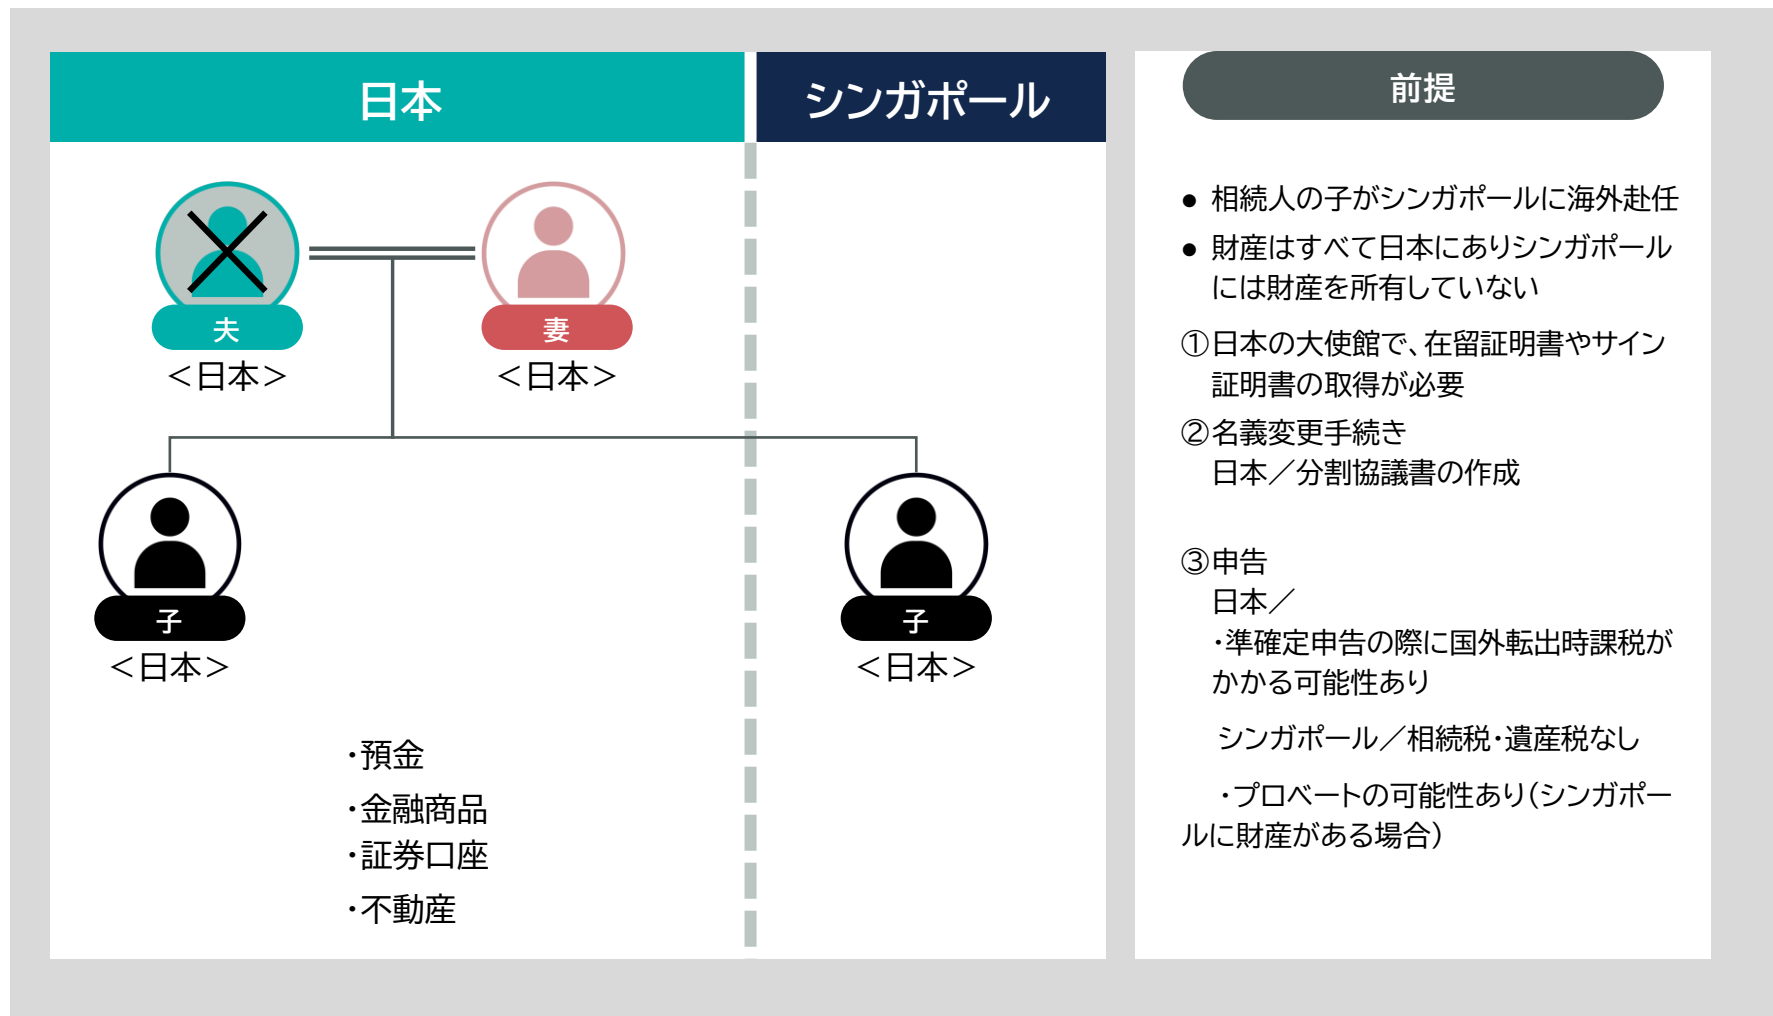 日本
シンガポール
夫
<日本>
妻
<日本>
子
<日本>
子
<日本>
・預金
・金融商品
・証券口座
・不動産
前提
● 相続人の子がシンガポールに海外赴任
● 財産はすべて日本にありシンガポール
には財産を所有していない
①日本の大使館で、在留証明書やサイン
証明書の取得が必要
②名義変更手続き
日本／分割協議書の作成
③申告
日本／
・準確定申告の際に国外転出時課税が
かかる可能性あり
シンガポール／相続税・遺産税なし
・プロベートの可能性あり（シンガポー
ルに財産がある場合）